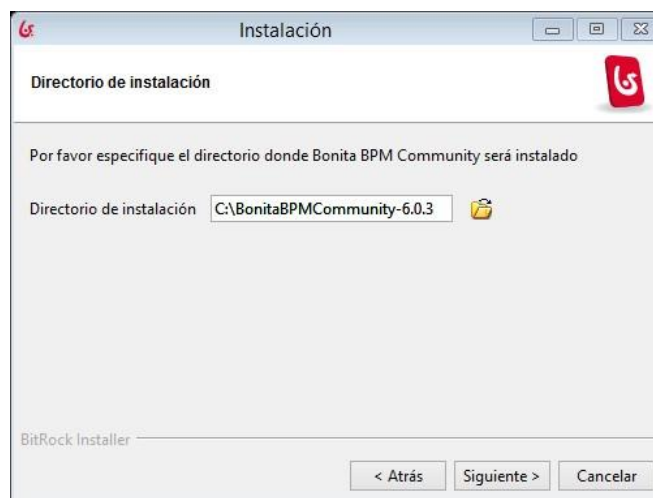 Instalación
Directorio de instalación
Por favor especifique el directorio donde Bonita BPM Community será instalado
Directorio de instalación C:\BonitaBPMCommunity-6.0.3
BitRock Installer
< Atrás Siguiente > Cancelar